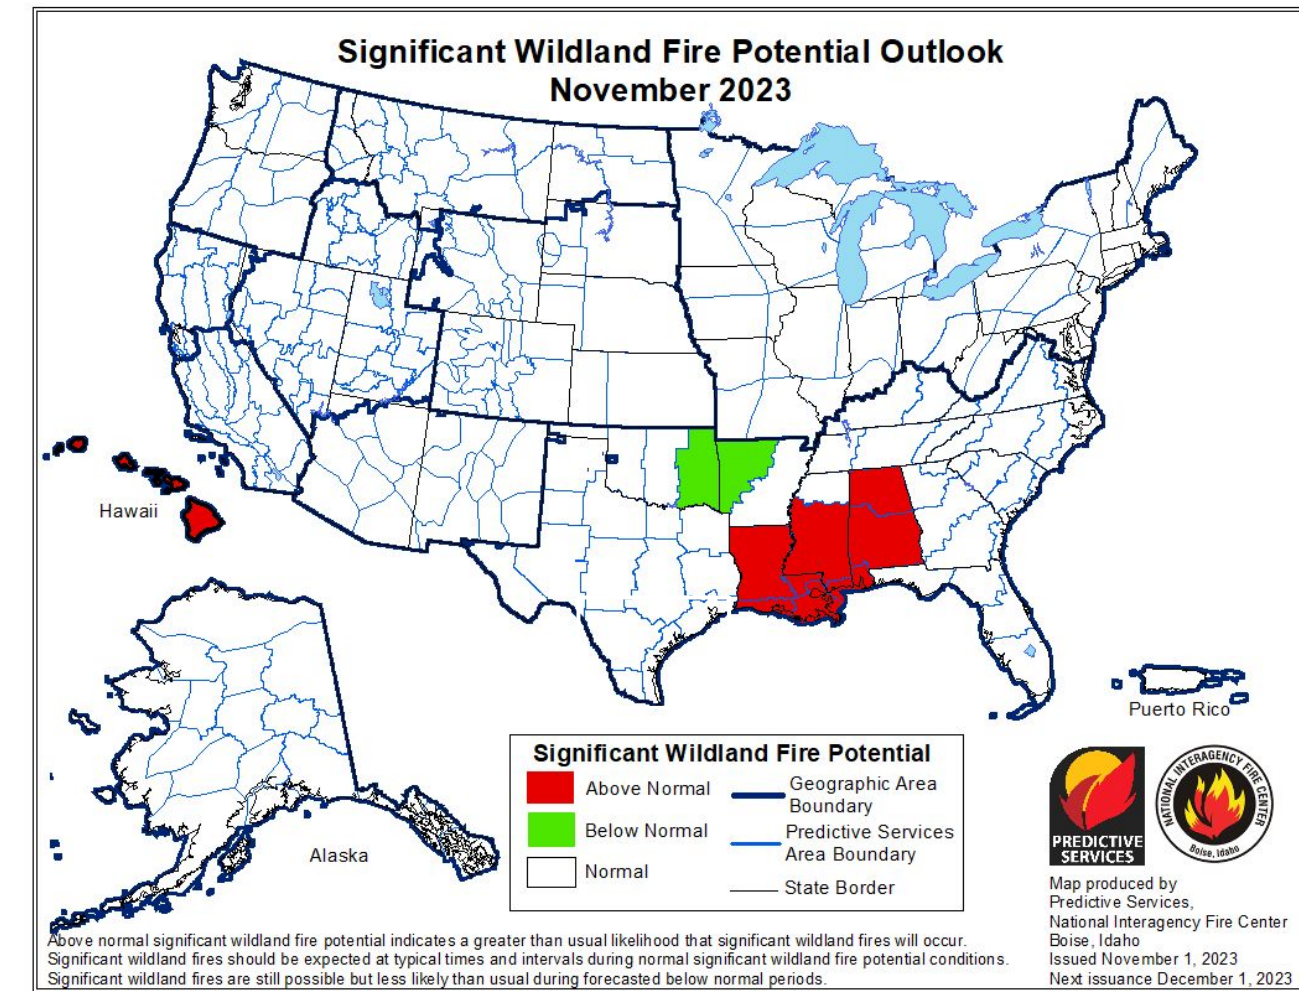 Significant Wildland Fire Potential Outlook
November 2023
Hawaii
Alaska
Puerto Rico
Significant Wildland Fire Potential
Above Normal
Below Normal
Normal
Geographic Area
Boundary
Predictive Services
Area Boundary
State Border
PREDICTIVE
SERVICES
NATIONAL INTERAGENCY FIRE CENTER
Boise, Idaho
Map produced by
Predictive Services,
National Interagency Fire Center
Boise, Idaho
Issued November 1, 2023
Next issuance December 1, 2023
Above normal significant wildland fire potential indicates a greater than usual likelihood that significant wildland fires will occur.
Significant wildland fires should be expected at typical times and intervals during normal significant wildland fire potential conditions.
Significant wildland fires are still possible but less likely than usual during forecasted below normal periods.